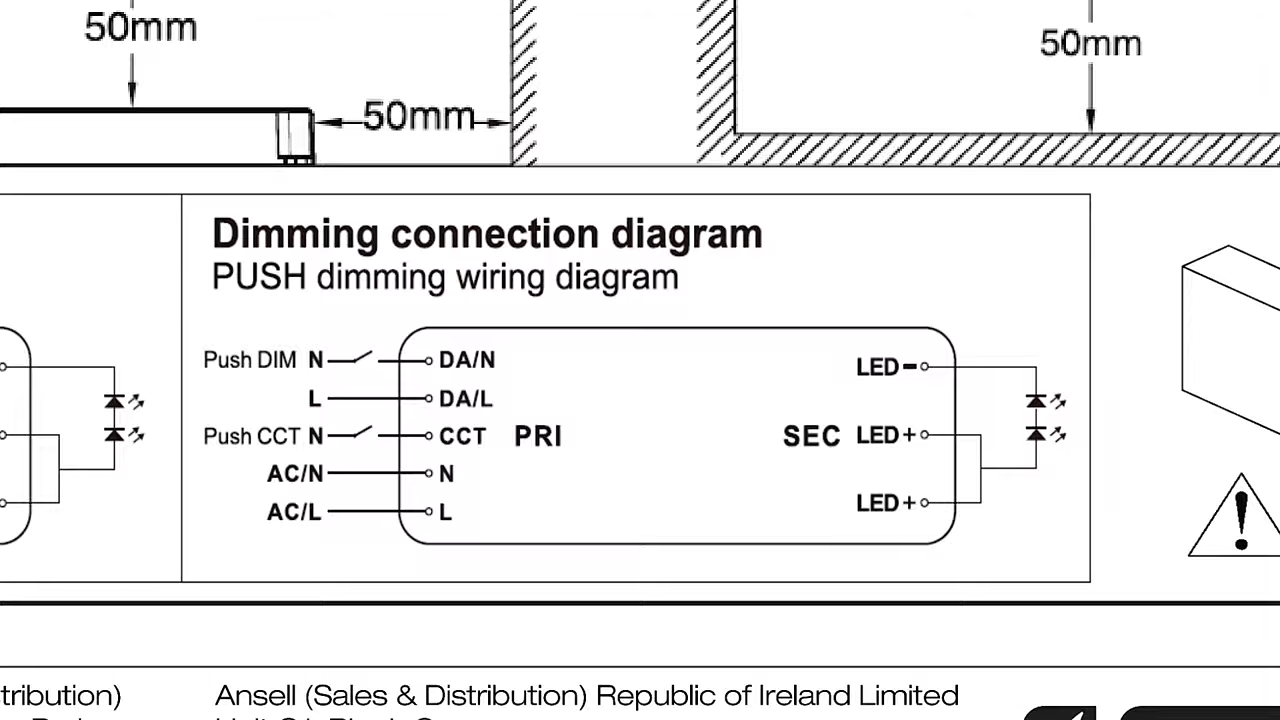 50mm
50mm
50mm
Dimming connection diagram
PUSH dimming wiring diagram
Push DIM N DA/N LED-
L DA/L
Push CCT N CCT PRI SEC LED+
AC/N N
AC/L L LED+
tribution) Ansell (Sales & Distribution) Republic of Ireland Limited